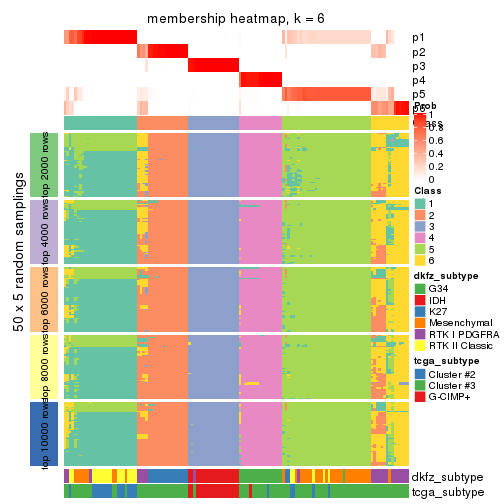 membership heatmap, k = 6
p1
p2
p3
p4
p5
Prob
1
0.8
0.6
0.4
0.2
0
Class
1
2
3
4
5
6
dkfz_subtype
G34
IDH
K27
Mesenchymal
RTK I PDGFRA
RTK II Classic
tcga_subtype
Cluster #2
Cluster #3
G-CIMP+
50 x 5 random samplings
top 2000 rows
top 4000 rows
top 6000 rows
top 8000 rows
top 10000 rows
dkfz_subtype
tcga_subtype